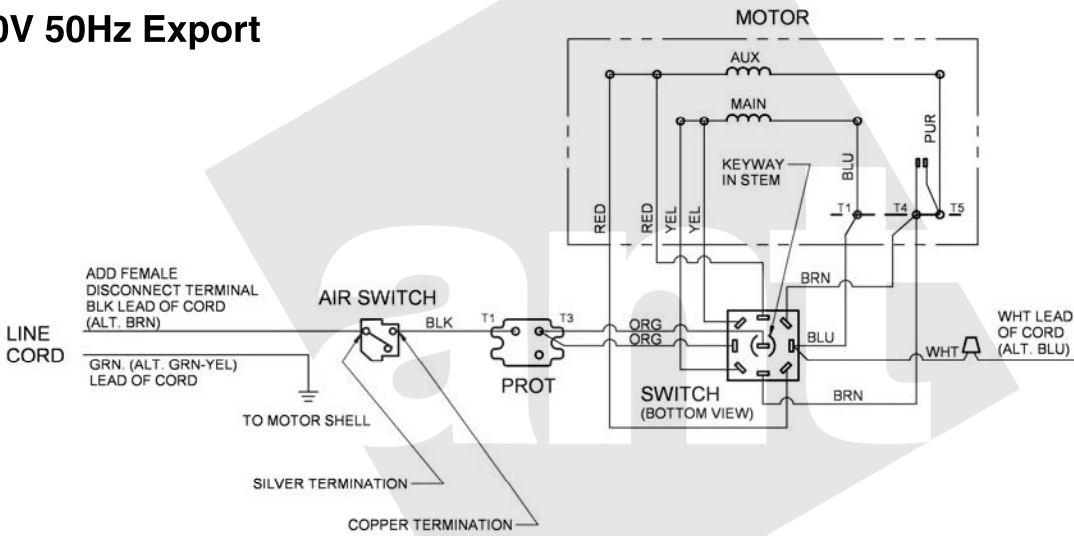 0V 50Hz Export
MOTOR
AUX
MAIN
KEYWAY
IN STEM
BLU
PUR
T1
T4
T5
RED
RED
YEL
YEL
ADD FEMALE
DISCONNECT TERMINAL
BLK LEAD OF CORD
(ALT. BRN)
AIR SWITCH
BLK
T1
T3
ORG
ORG
BRN
BLU
WHT
WHT LEAD
OF CORD
(ALT. BLU)
LINE
CORD
GRN. (ALT. GRN-YEL)
LEAD OF CORD
PROT
SWITCH
(BOTTOM VIEW)
BRN
TO MOTOR SHELL
SILVER TERMINATION
COPPER TERMINATION
ant